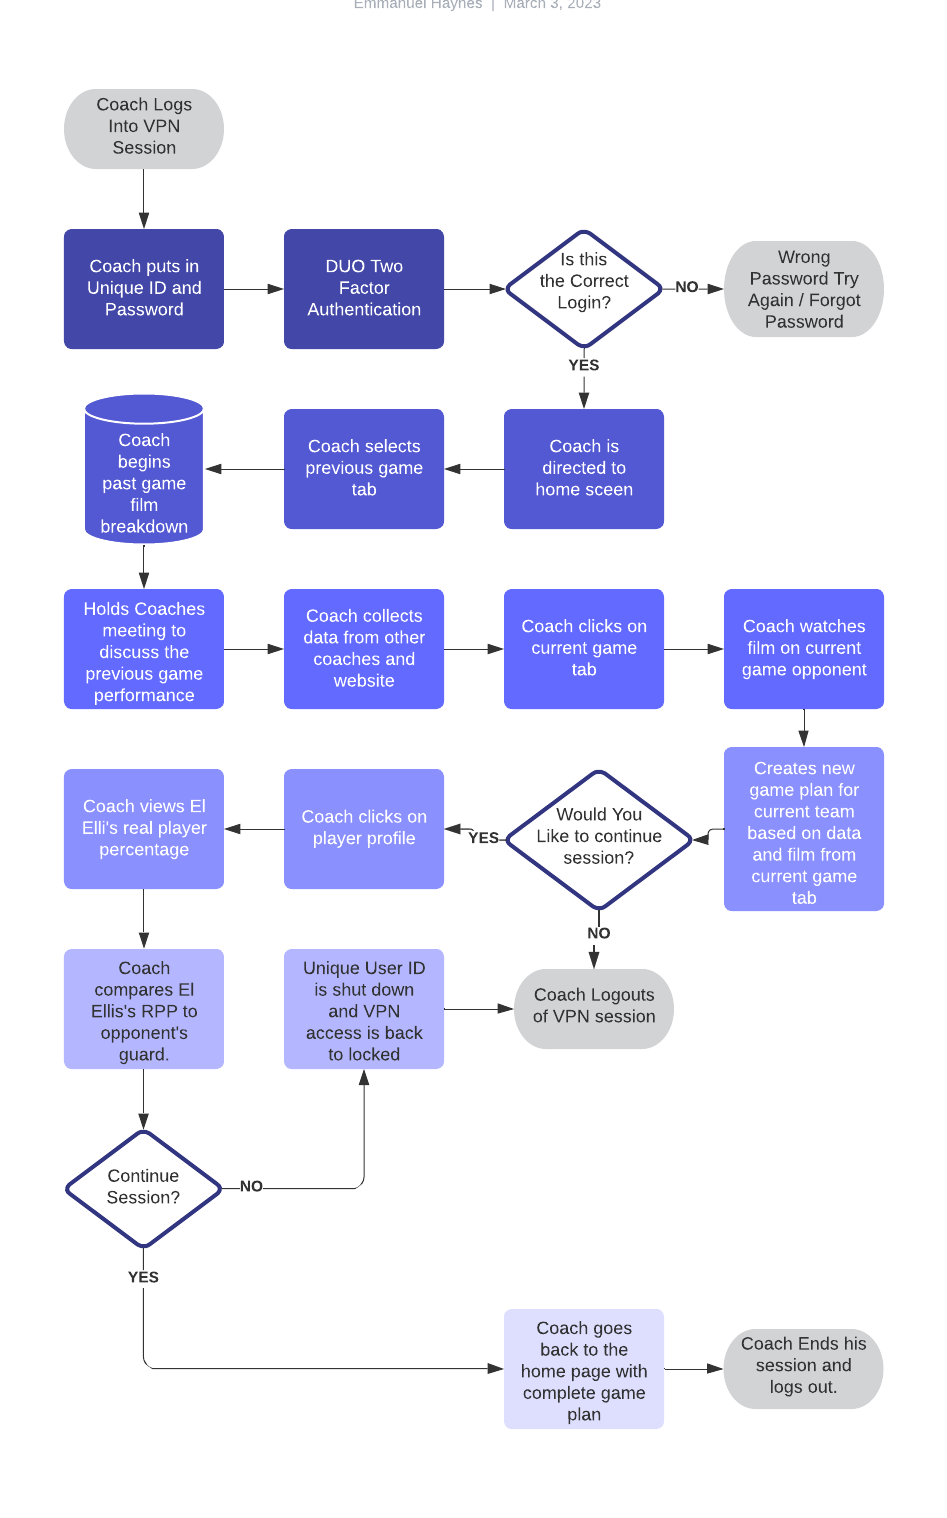 Emmanuel Haynes | March 3, 2023
Coach Logs
Into VPN
Session
Coach puts in
Unique ID and
Password
DUO Two
Factor
Authentication
Is this
the Correct
Login?
NO
Wrong
Password Try
Again / Forgot
Password
YES
Coach is
directed to
home sceen
Coach selects
previous game
tab
Coach
begins
past game
film
breakdown
Holds Coaches
meeting to
discuss the
previous game
performance
Coach collects
data from other
coaches and
website
Coach clicks on
current game
tab
Coach watches
film on current
game opponent
Creates new
game plan for
current team
based on data
and film from
current game
tab
Would You
Like to continue
session?
YES
Coach clicks on
player profile
Coach views El
Elli's real player
percentage
NO
Coach Logouts
of VPN session
Coach
compares El
Ellis's RPP to
opponent's
guard.
Unique User ID
is shut down
and VPN
access is back
to locked
Continue
Session?
NO
YES
Coach goes
back to the
home page with
complete game
plan
Coach Ends his
session and
logs out.